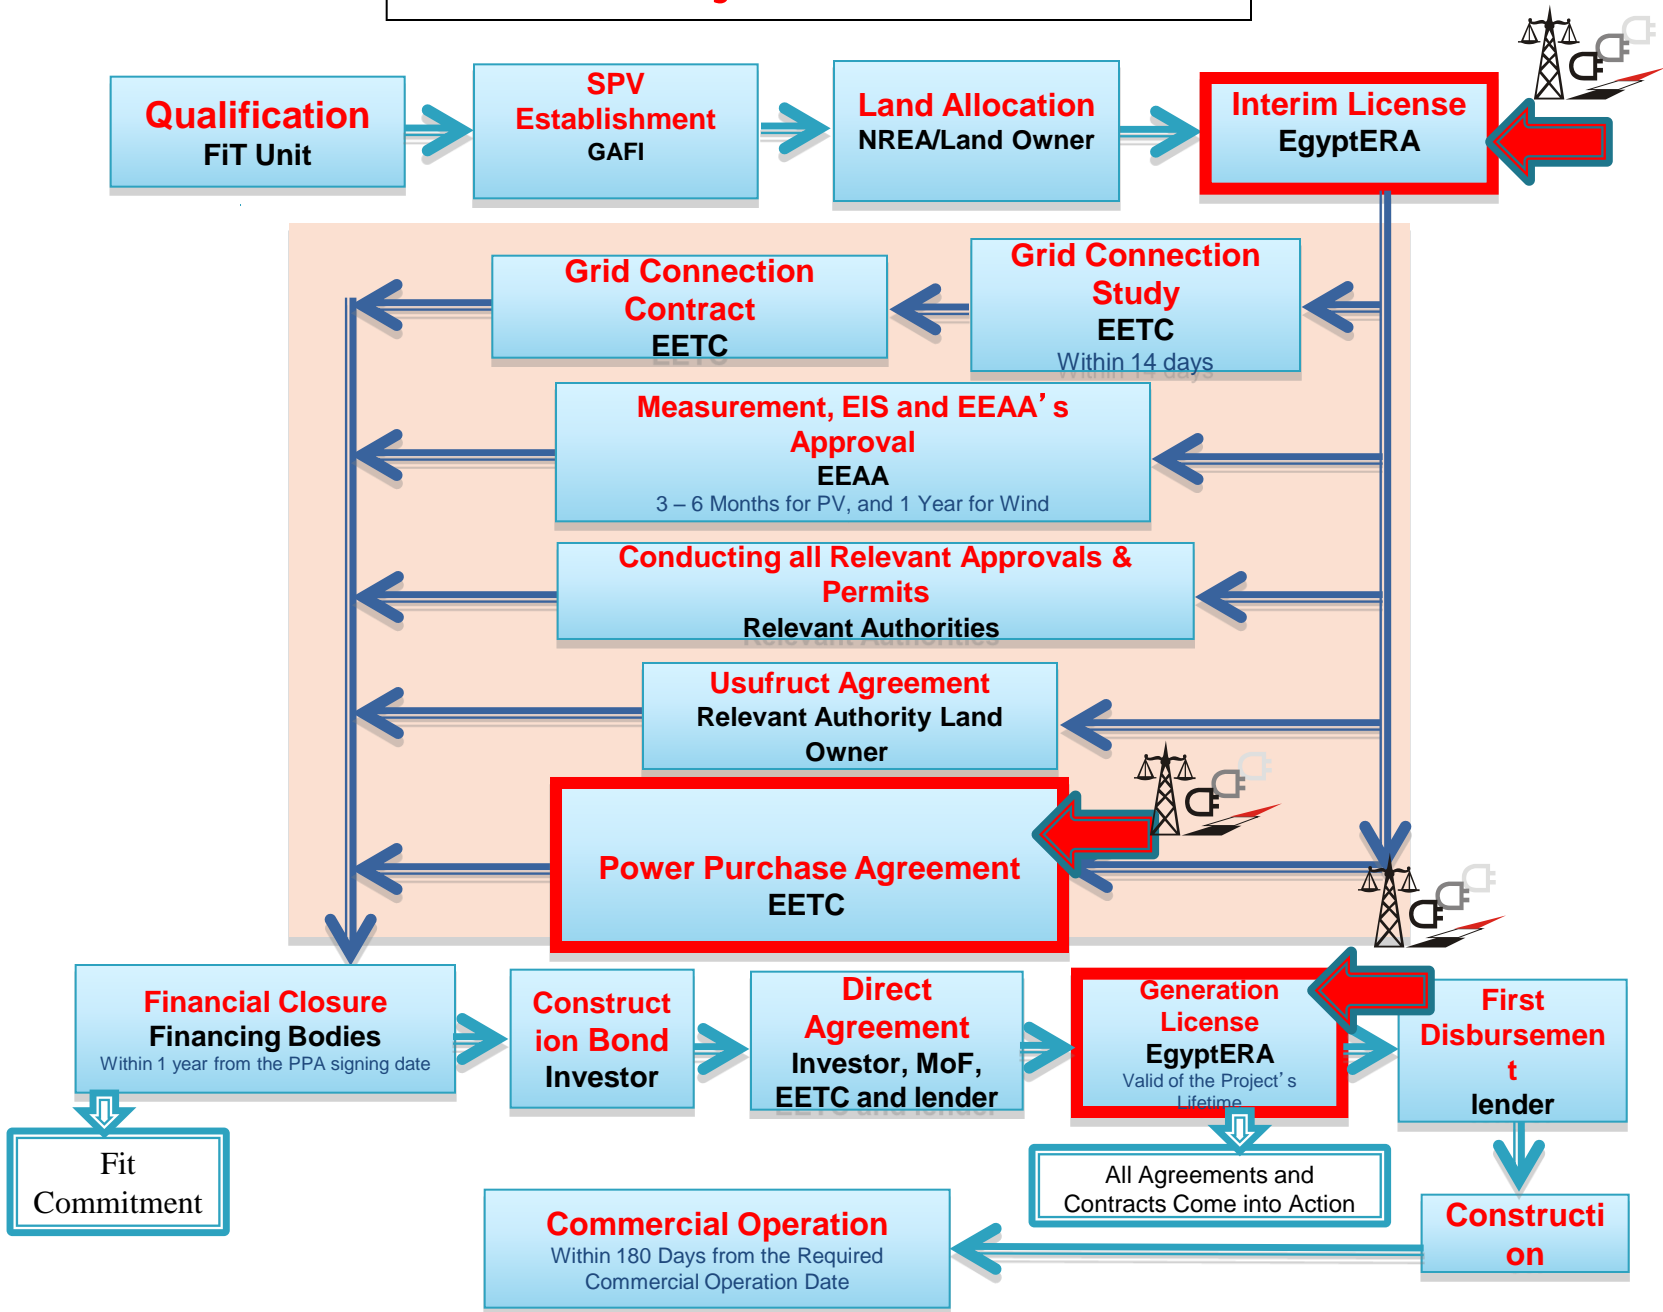 Qualification
FiT Unit
SPV
Establishment
GAFI
Land Allocation
NREA/Land Owner
Interim License
EgyptERA
Grid Connection
Contract
EETC
Grid Connection
Study
EETC
Within 14 days
Measurement, EIS and EEAA’s
Approval
EEAA
3 – 6 Months for PV, and 1 Year for Wind
Conducting all Relevant Approvals &
Permits
Relevant Authorities
Usufruct Agreement
Relevant Authority Land
Owner
Power Purchase Agreement
EETC
Financial Closure
Financing Bodies
Within 1 year from the PPA signing date
Construct
ion Bond
Investor
Direct
Agreement
Investor, MoF,
EETC and lender
Generation
License
EgyptERA
Valid of the Project’s
Lifetime
First
Disbursemen
t
lender
Fit
Commitment
All Agreements and
Contracts Come into Action
Constructi
on
Commercial Operation
Within 180 Days from the Required
Commercial Operation Date